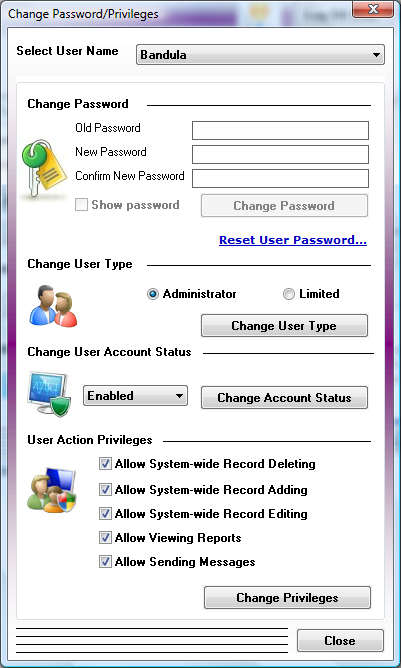 Change Password/Privileges
Select User Name
Bandula
Change Password
Old Password
New Password
Confirm New Password
Show password
Change Password
Reset User Password...
Change User Type
Administrator
Limited
Change User Type
Change User Account Status
Enabled
Change Account Status
User Action Privileges
Allow System-wide Record Deleting
Allow System-wide Record Adding
Allow System-wide Record Editing
Allow Viewing Reports
Allow Sending Messages
Change Privileges
Close